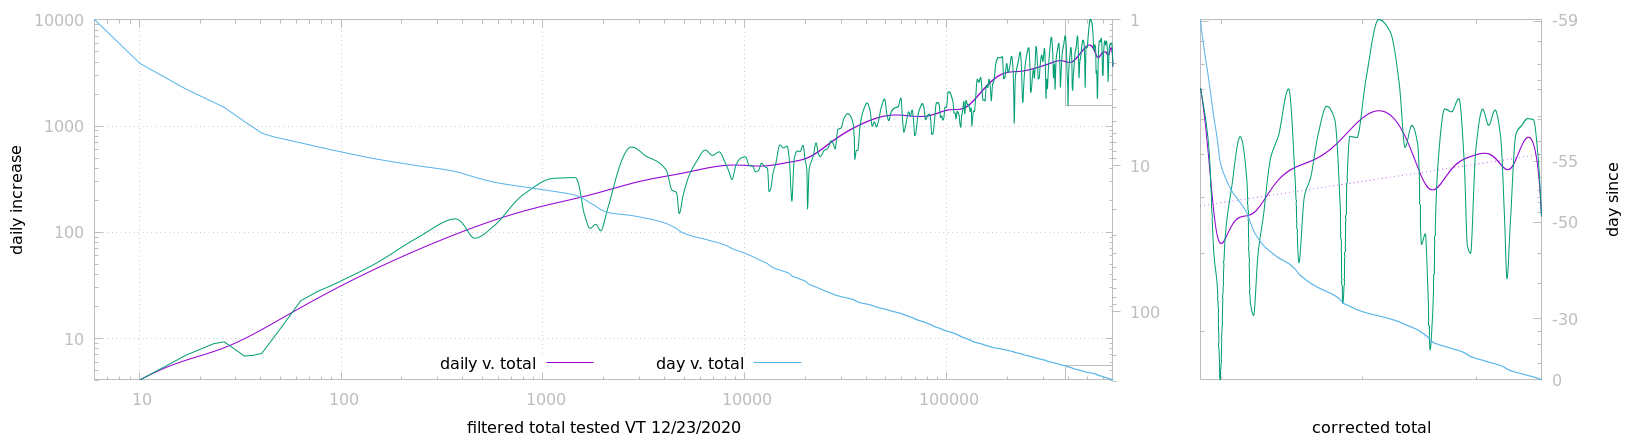 10000
1000
100
10
daily increase
10
100
1000
10000
100000
filtered total tested VT 12/23/2020
daily v. total
day v. total
1
10
100
-59
-55
-50
-30
0
day since
corrected total